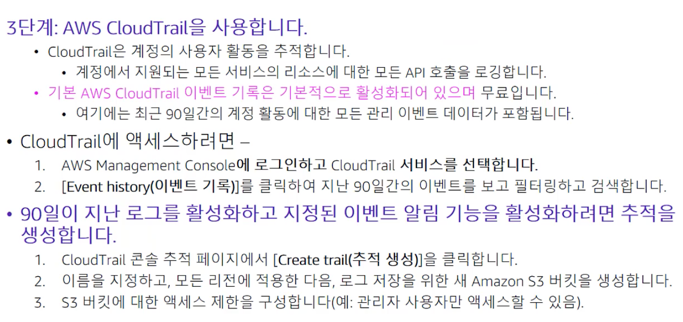 3단계: AWS CloudTrail을 사용합니다.
• CloudTrail은 계정의 사용자 활동을 추적합니다.
• 계정에서 지원되는 모든 서비스의 리소스에 대한 모든 API 호출을 로깅합니다.
• 기본 AWS CloudTrail 이벤트 기록은 기본적으로 활성화되어 있으며 무료입니다.
• 여기에는 최근 90일간의 계정 활동에 대한 모든 관리 이벤트 데이터가 포함됩니다.
• CloudTrail에 액세스하려면 –
1. AWS Management Console에 로그인하고 CloudTrail 서비스를 선택합니다.
2. [Event history(이벤트 기록)]를 클릭하여 지난 90일간의 이벤트를 보고 필터링하고 검색합니다.
• 90일이 지난 로그를 활성화하고 지정된 이벤트 알림 기능을 활성화하려면 추적을
생성합니다.
1. CloudTrail 콘솔 추적 페이지에서 [Create trail(추적 생성)]을 클릭합니다.
2. 이름을 지정하고, 모든 리전에 적용한 다음, 로그 저장을 위한 새 Amazon S3 버킷을 생성합니다.
3. S3 버킷에 대한 액세스 제한을 구성합니다(예: 관리자 사용자만 액세스할 수 있음).